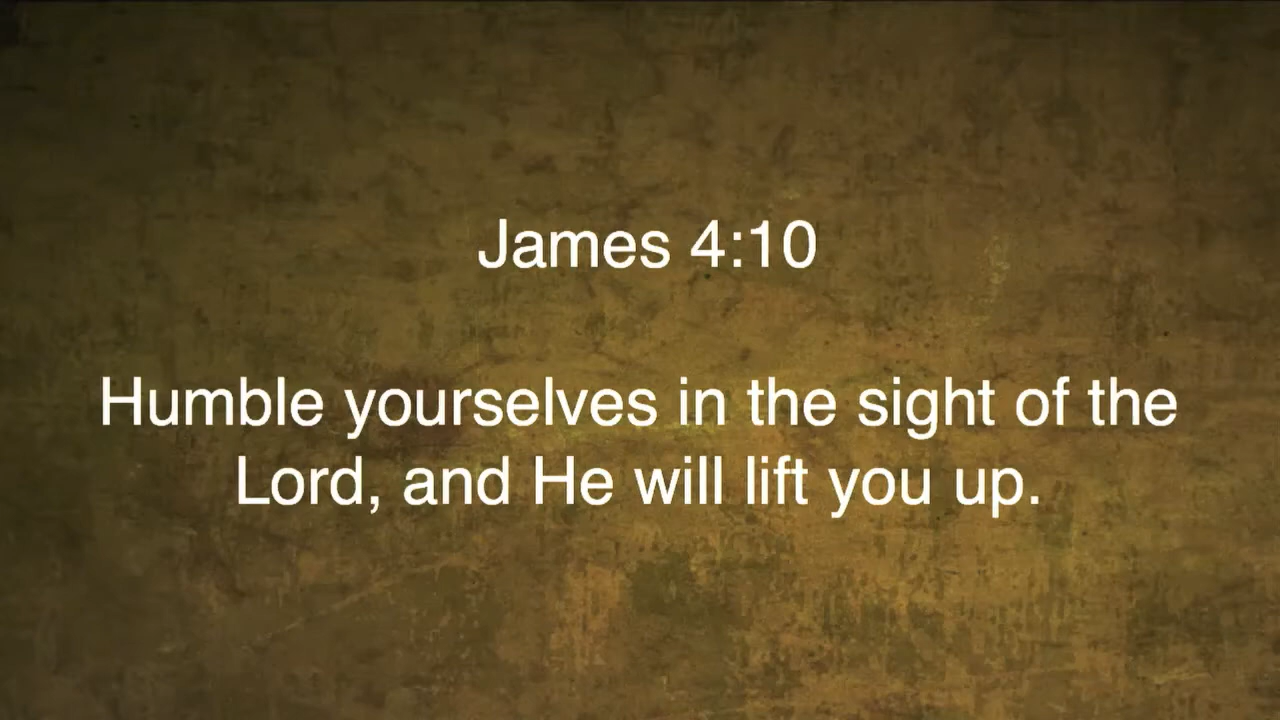 James 4:10
Humble yourselves in the sight of the
Lord, and He will lift you up.